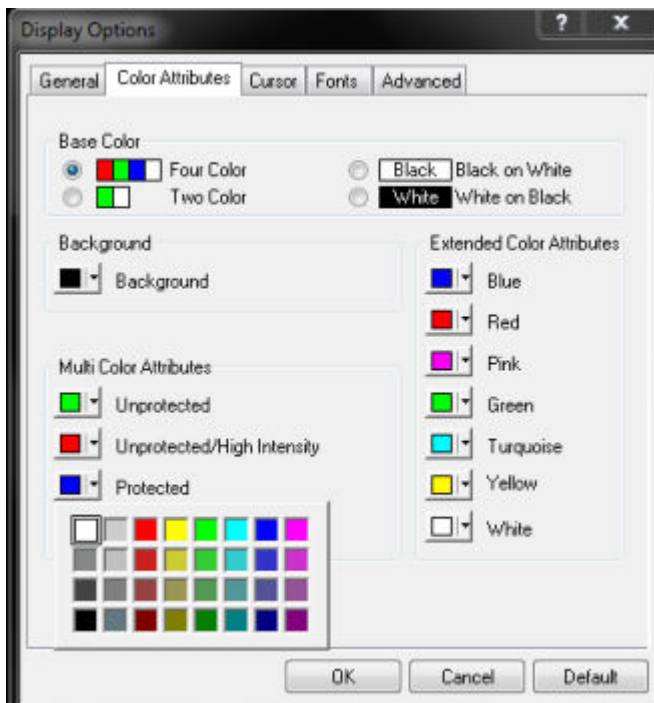 Display Options
? x
General Color Attributes Cursor Fonts Advanced
Base Color
Four Color
Black Black on White
Two Color
White White on Black
Background
Background
Extended Color Attributes
Blue
Red
Pink
Green
Turquoise
Yellow
White
Multi Color Attributes
Unprotected
Unprotected/High Intensity
Protected
OK Cancel Default